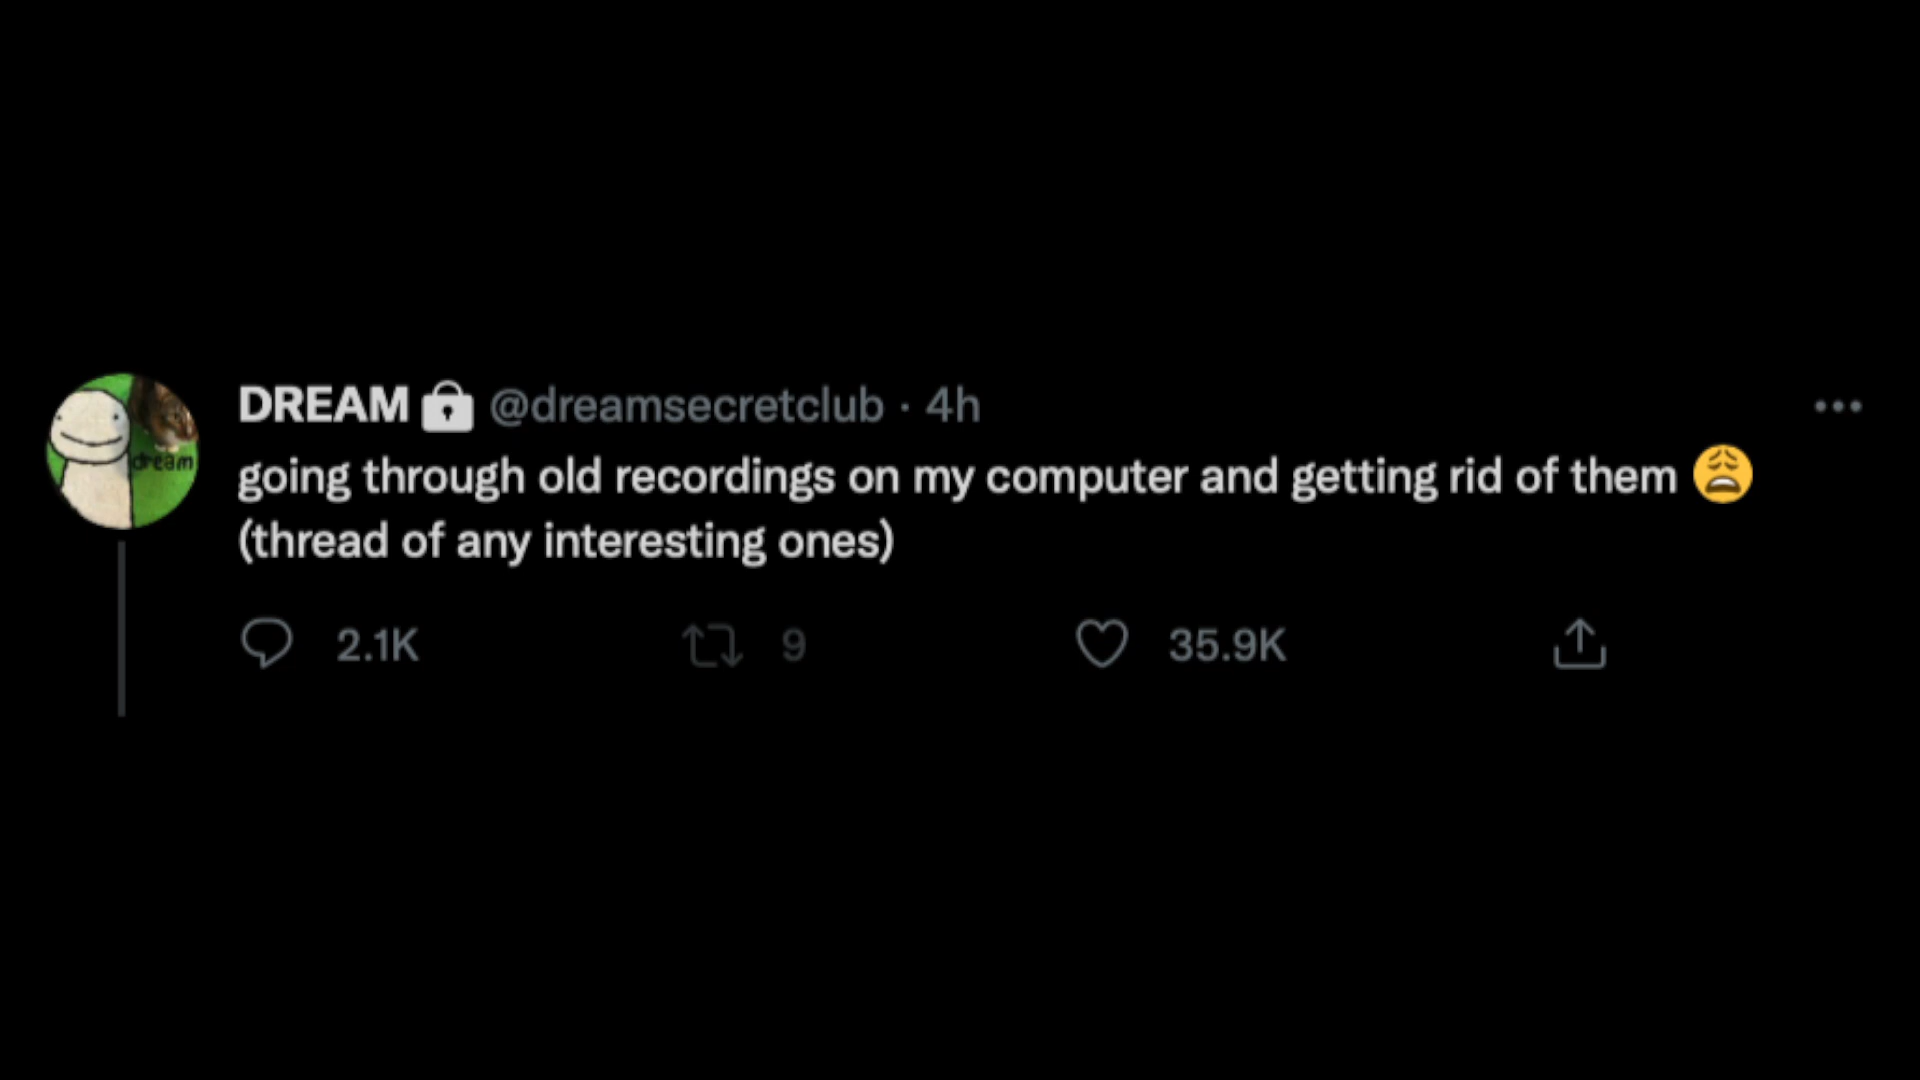 DREAM 🔒 @dreamsecretclub · 4h
dream
going through old recordings on my computer and getting rid of them 😩
(thread of any interesting ones)
2.1K 9 35.9K